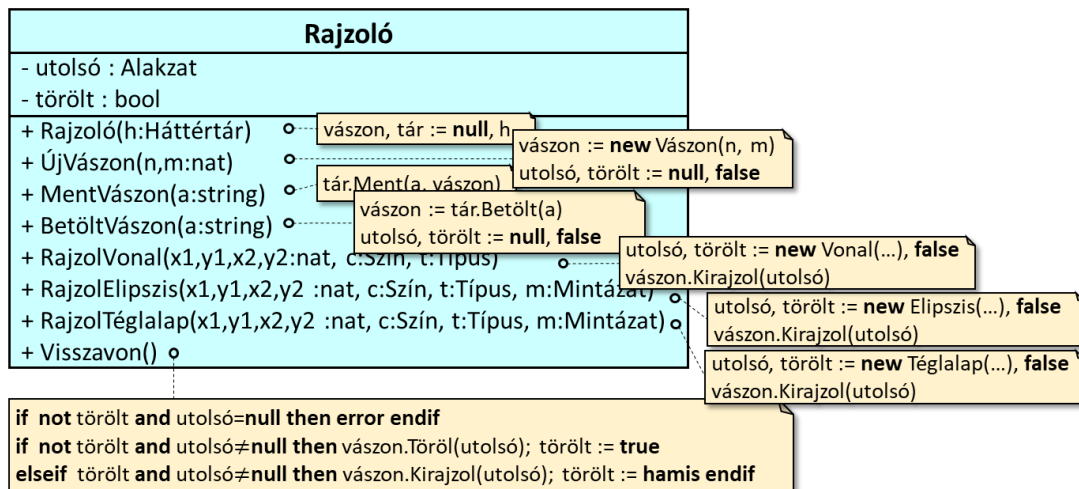 Rajzoló
- utolsó : Alakzat
- törölt : bool
+ Rajzoló(h:Háttértár)
vászon, tár := null, h
+ ÚjVászon(n,m:nat)
vászon := new Vászon(n, m)
utolsó, törölt := null, false
+ MentVászon(a:string)
tár.Ment(a, vászon)
+ BetöltVászon(a:string)
vászon := tár.Betölt(a)
utolsó, törölt := null, false
+ RajzolVonal(x1,y1,x2,y2:nat, c:Szín, t:Típus)
utolsó, törölt := new Vonal(...), false
vászon.Kirajzol(utolsó)
+ RajzolElipszis(x1,y1,x2,y2 :nat, c:Szín, t:Típus, m:Mintázat)
utolsó, törölt := new Elipszis(...), false
vászon.Kirajzol(utolsó)
+ RajzolTéglalap(x1,y1,x2,y2 :nat, c:Szín, t:Típus, m:Mintázat)
utolsó, törölt := new Téglalap(...), false
vászon.Kirajzol(utolsó)
+ Visszavon()
if not törölt and utolsó=null then error endif
if not törölt and utolsó≠null then vászon.Töröl(utolsó); törölt := true
elseif törölt and utolsó≠null then vászon.Kirajzol(utolsó); törölt := hamis endif